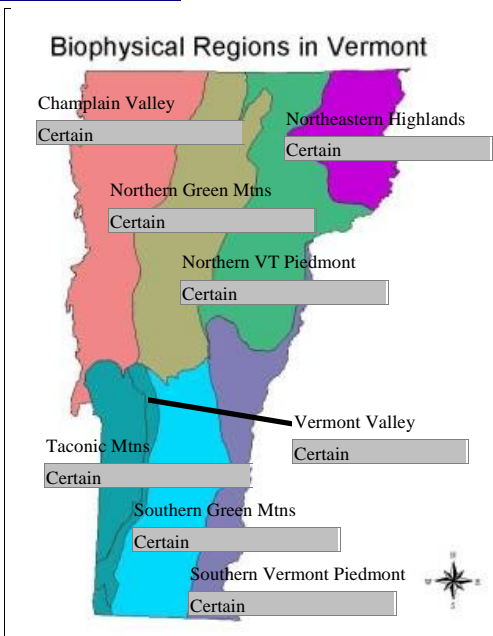 Biophysical Regions in Vermont
Champlain Valley
Certain
Northeastern Highlands
Certain
Northern Green Mtns
Certain
Northern VT Piedmont
Certain
Vermont Valley
Certain
Taconic Mtns
Certain
Southern Green Mtns
Certain
Southern Vermont Piedmont
Certain
N
W E
S